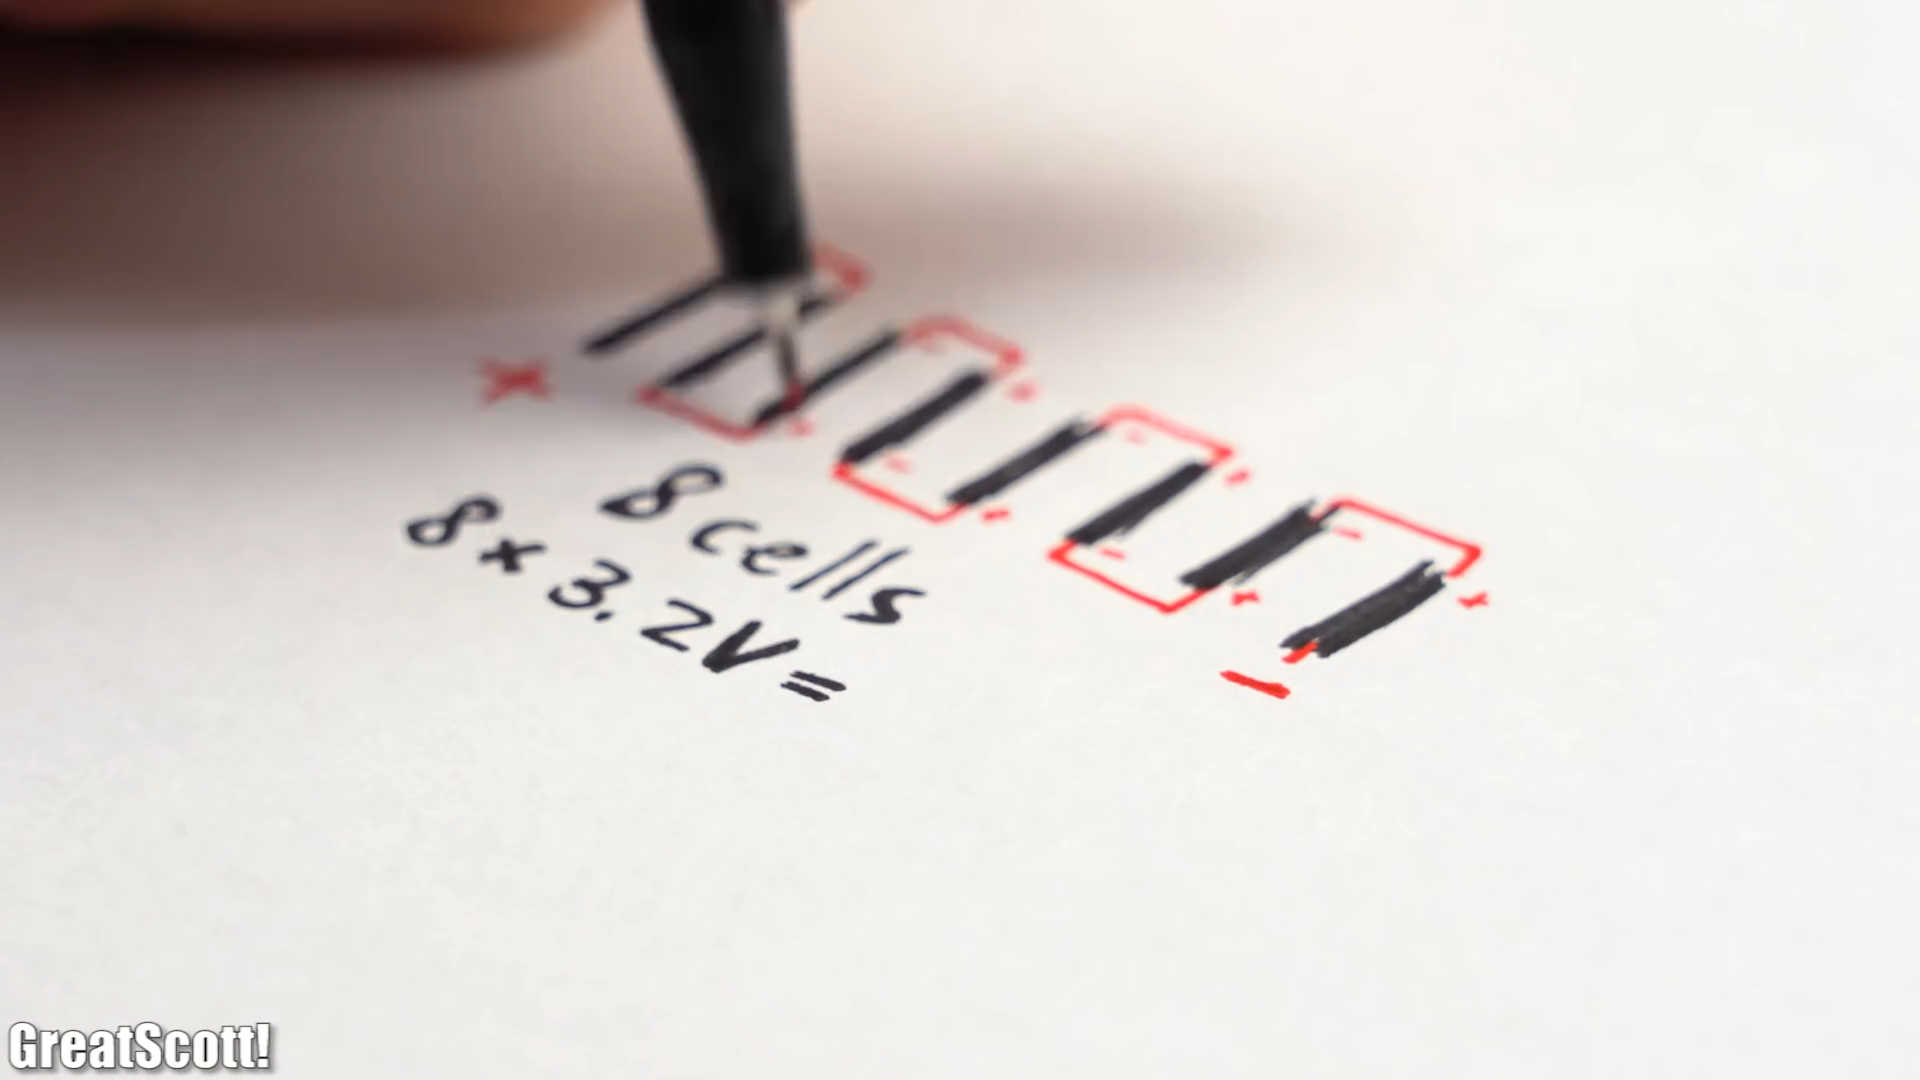 8 cells
8 x 3.2V =
GreatScott!